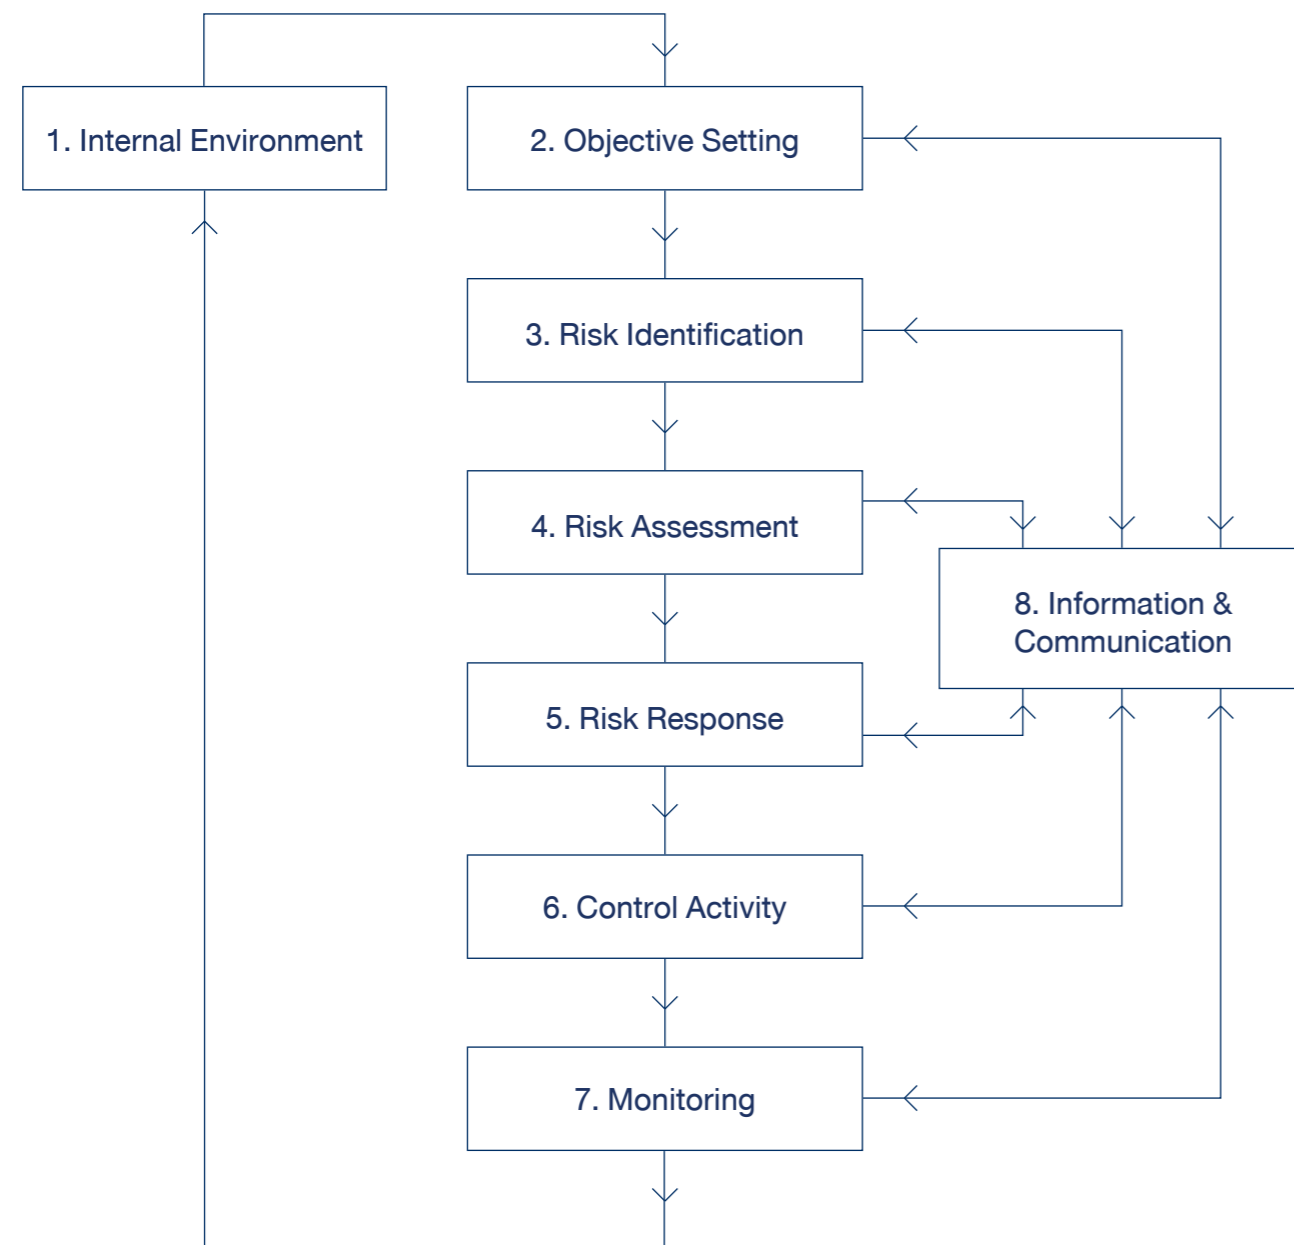 1. Internal Environment
2. Objective Setting
3. Risk Identification
4. Risk Assessment
8. Information &
Communication
5. Risk Response
6. Control Activity
7. Monitoring